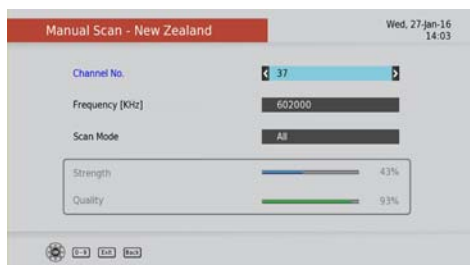 Manual Scan - New Zealand
Wed, 27-Jan-16
14:03
Channel No. 37
Frequency [KHz] 602000
Scan Mode All
Strength 43%
Quality 93%
0-9 Exit Back